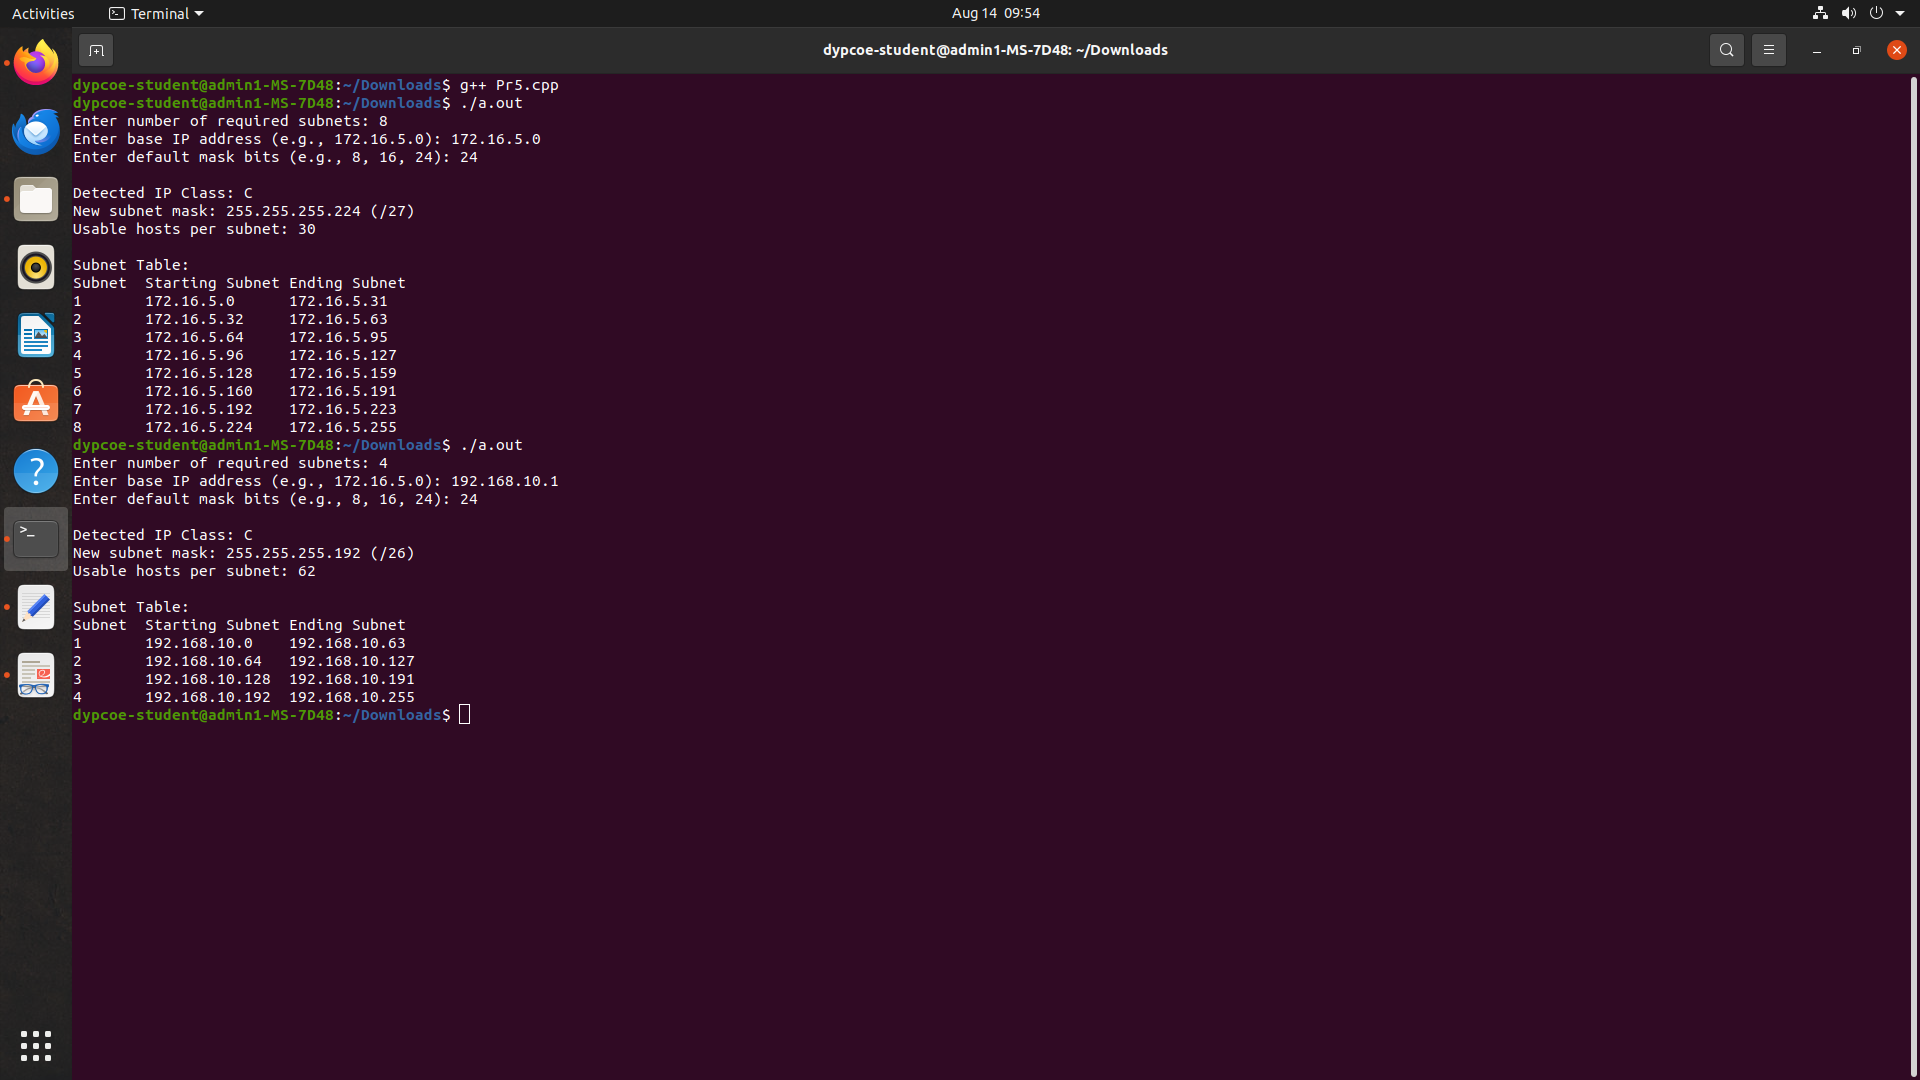 Activities Terminal Aug 14 09:54
dypcoe-student@admin1-MS-7D48: ~/Downloads
dypcoe-student@admin1-MS-7D48:~/Downloads$ g++ Pr5.cpp
dypcoe-student@admin1-MS-7D48:~/Downloads$ ./a.out
Enter number of required subnets: 8
Enter base IP address (e.g., 172.16.5.0): 172.16.5.0
Enter default mask bits (e.g., 8, 16, 24): 24

Detected IP Class: C
New subnet mask: 255.255.255.224 (/27)
Usable hosts per subnet: 30

Subnet Table:
Subnet  Starting Subnet Ending Subnet
1       172.16.5.0      172.16.5.31
2       172.16.5.32     172.16.5.63
3       172.16.5.64     172.16.5.95
4       172.16.5.96     172.16.5.127
5       172.16.5.128    172.16.5.159
6       172.16.5.160    172.16.5.191
7       172.16.5.192    172.16.5.223
8       172.16.5.224    172.16.5.255
dypcoe-student@admin1-MS-7D48:~/Downloads$ ./a.out
Enter number of required subnets: 4
Enter base IP address (e.g., 172.16.5.0): 192.168.10.1
Enter default mask bits (e.g., 8, 16, 24): 24

Detected IP Class: C
New subnet mask: 255.255.255.192 (/26)
Usable hosts per subnet: 62

Subnet Table:
Subnet  Starting Subnet Ending Subnet
1       192.168.10.0    192.168.10.63
2       192.168.10.64   192.168.10.127
3       192.168.10.128  192.168.10.191
4       192.168.10.192  192.168.10.255
dypcoe-student@admin1-MS-7D48:~/Downloads$